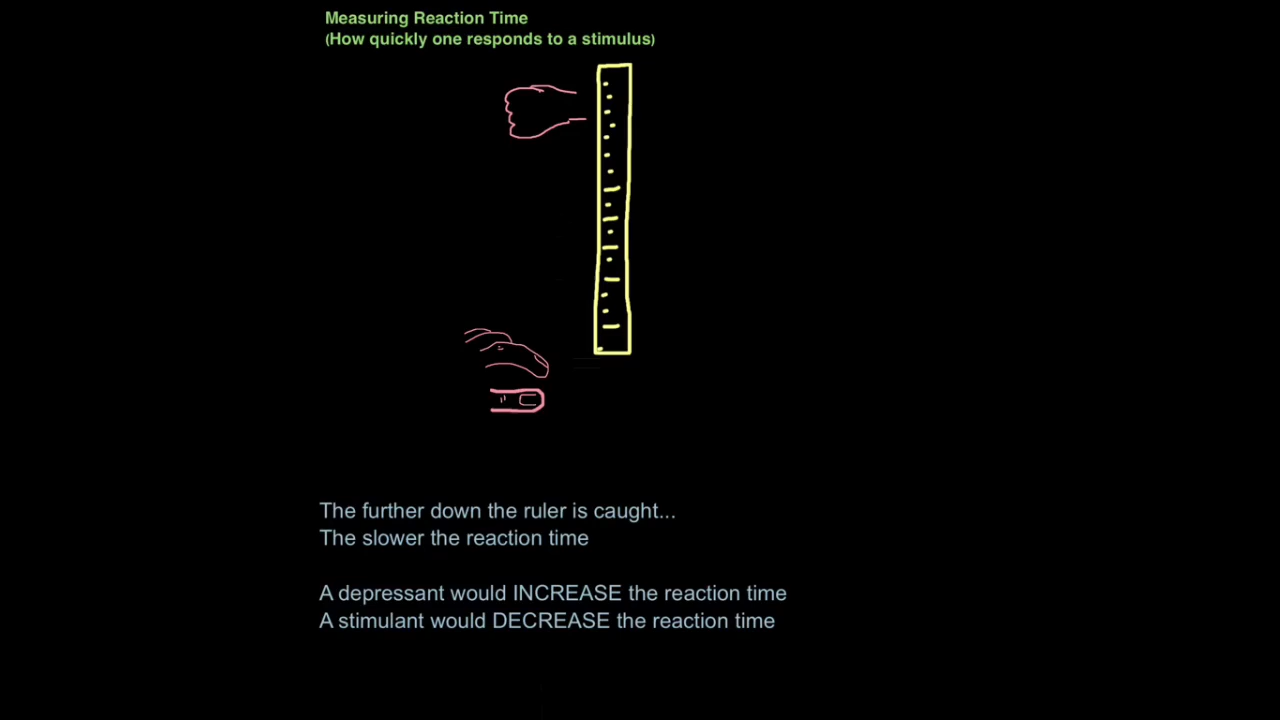 Measuring Reaction Time
(How quickly one responds to a stimulus)
The further down the ruler is caught...
The slower the reaction time
A depressant would INCREASE the reaction time
A stimulant would DECREASE the reaction time